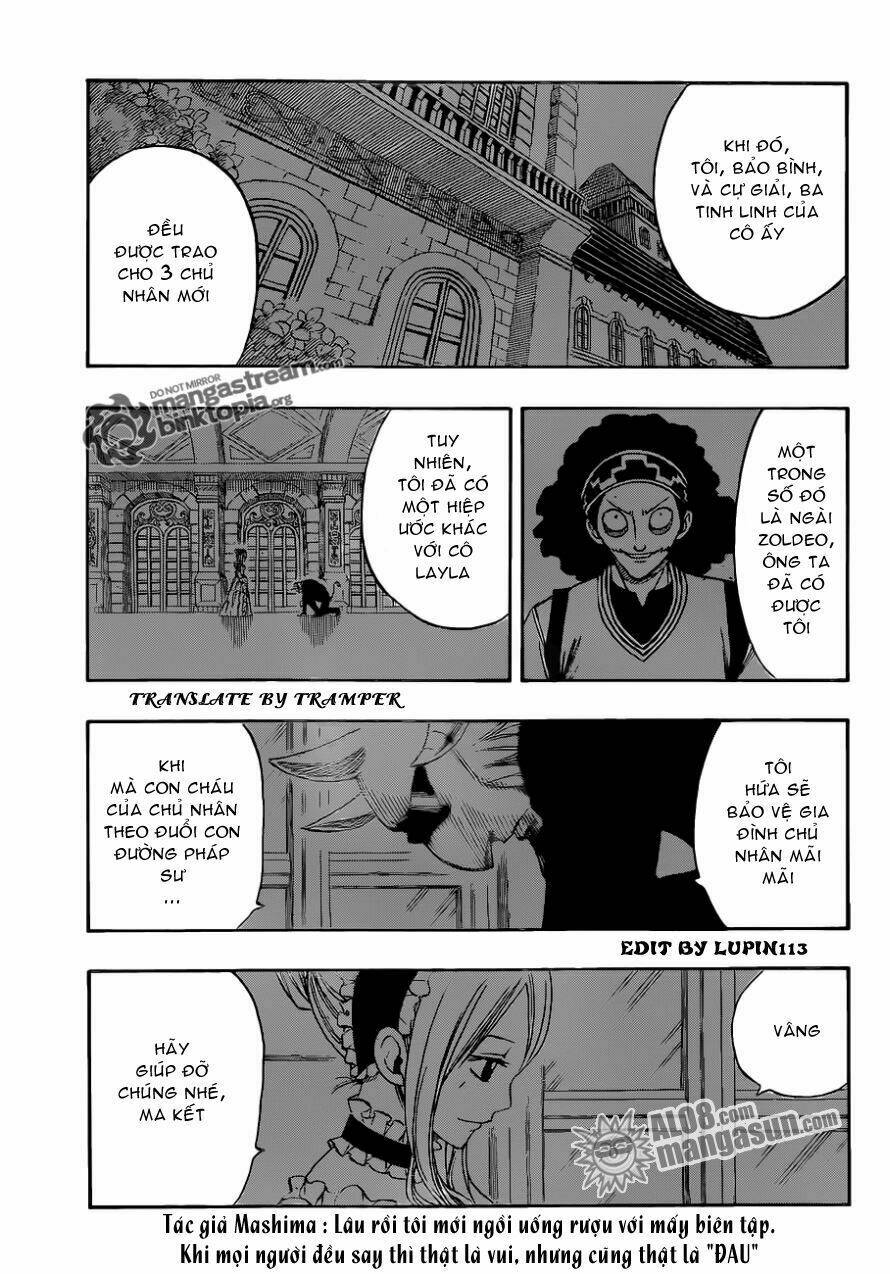 KHI ĐÓ,
TÔI, BẢO BÌNH,
VÀ CỰ GIẢI, BA
TINH LINH CỦA
CÔ ẤY
ĐỀU
ĐƯỢC TRAO
CHO 3 CHỦ
NHÂN MỚI
DO NOT MIRROR
mangastream.com
binktopia.org
MỘT
TRONG
SỐ ĐÓ
LÀ NGÀI
ZOLDEO,
ÔNG TA
ĐÃ CÓ
ĐƯỢC
TÔI
TUY
NHIÊN,
TÔI ĐÃ CÓ
MỘT HIỆP
ƯỚC KHÁC
VỚI CÔ
LAYLA
TRANSLATE BY TRAMPER
TÔI
HỨA SẼ
BẢO VỆ GIA
ĐÌNH CHỦ
NHÂN MÃI
MÃI
KHI
MÀ CON CHÁU
CỦA CHỦ NHÂN
THEO ĐUỔI CON
ĐƯỜNG PHÁP
SƯ
...
EDIT BY LUPIN113
VÂNG
HÃY
GIÚP ĐỠ
CHÚNG NHÉ,
MA KẾT
ALO8.com
mangasun.com
Tác giả Mashima : Lâu rồi tôi mới ngồi uống rượu với mấy biên tập.
Khi mọi người đều say thì thật là vui, nhưng cũng thật là "ĐAU"